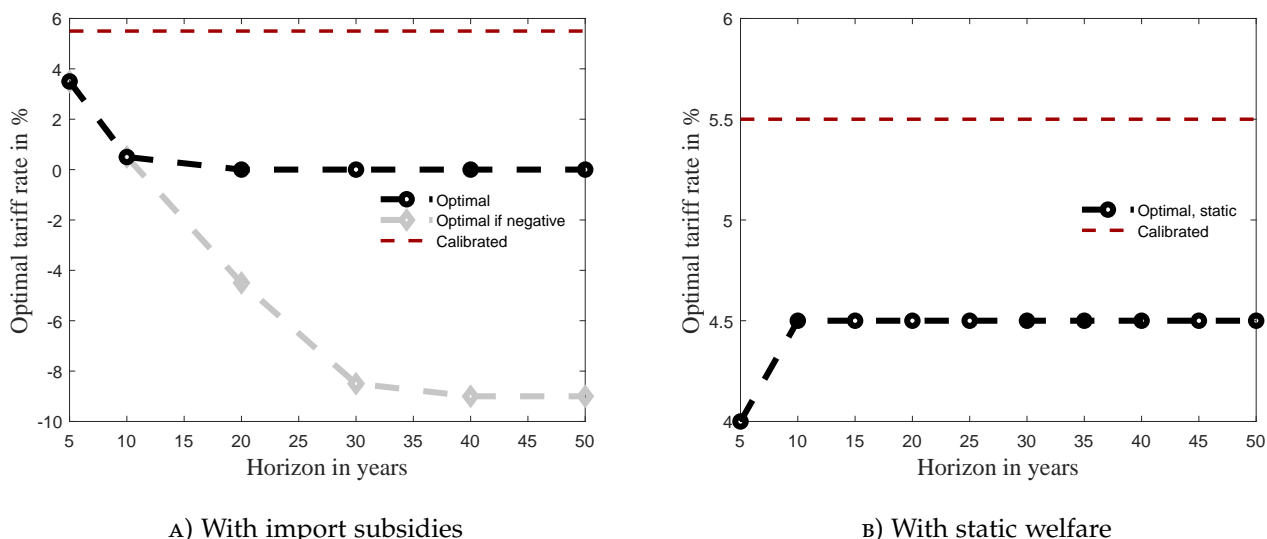 6
4
2
0
-2
-4
-6
-8
-10
Optimal tariff rate in %
Optimal
Optimal if negative
Calibrated
5 10 15 20 25 30 35 40 45 50
Horizon in years
A) With import subsidies
6
5.5
5
4.5
4
Optimal tariff rate in %
Optimal, static
Calibrated
5 10 15 20 25 30 35 40 45 50
Horizon in years
B) With static welfare